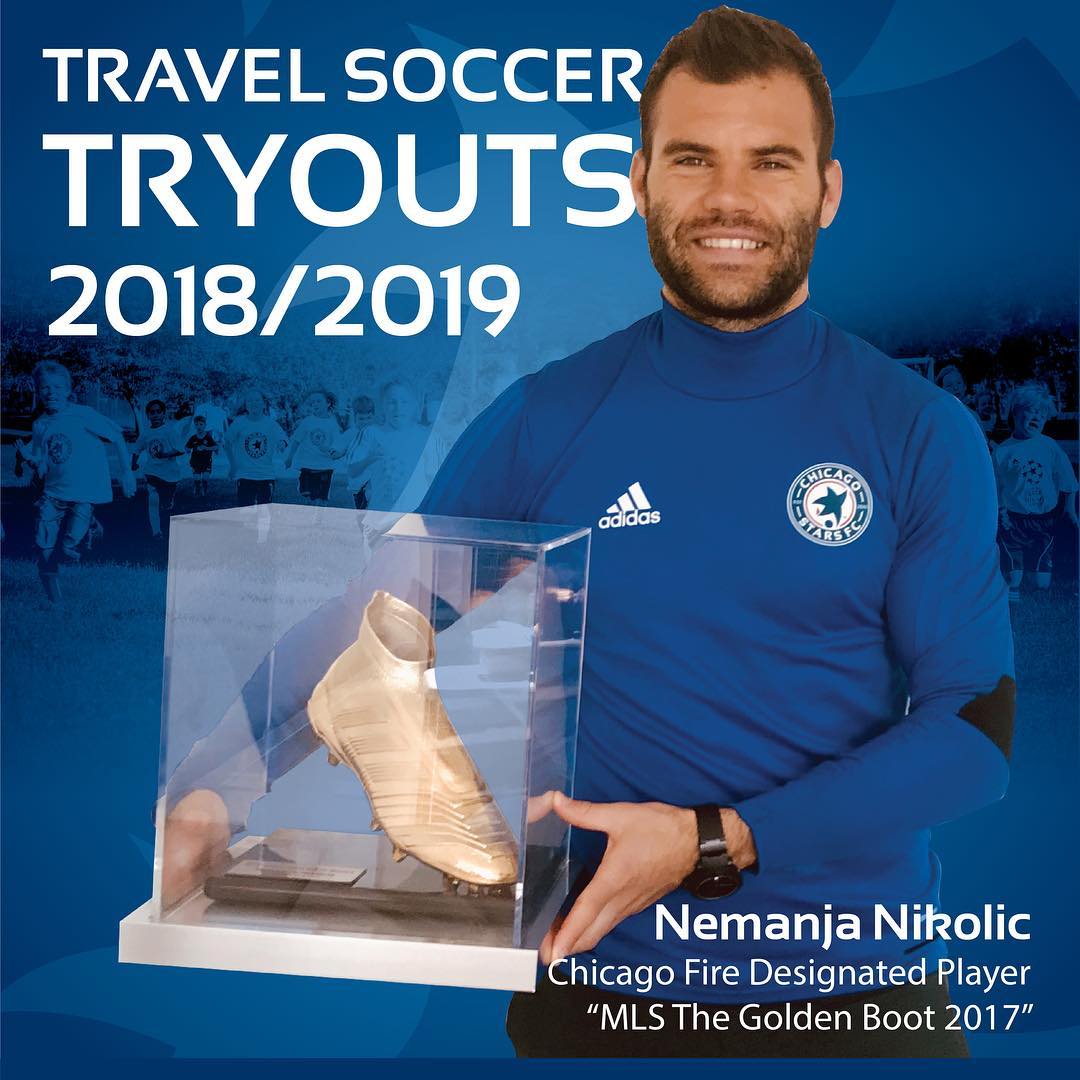 TRAVEL SOCCER
TRYOUTS
2018/2019
adidas
CHICAGO
STARS FC
Nemanja Nikolic
Chicago Fire Designated Player
“MLS The Golden Boot 2017”